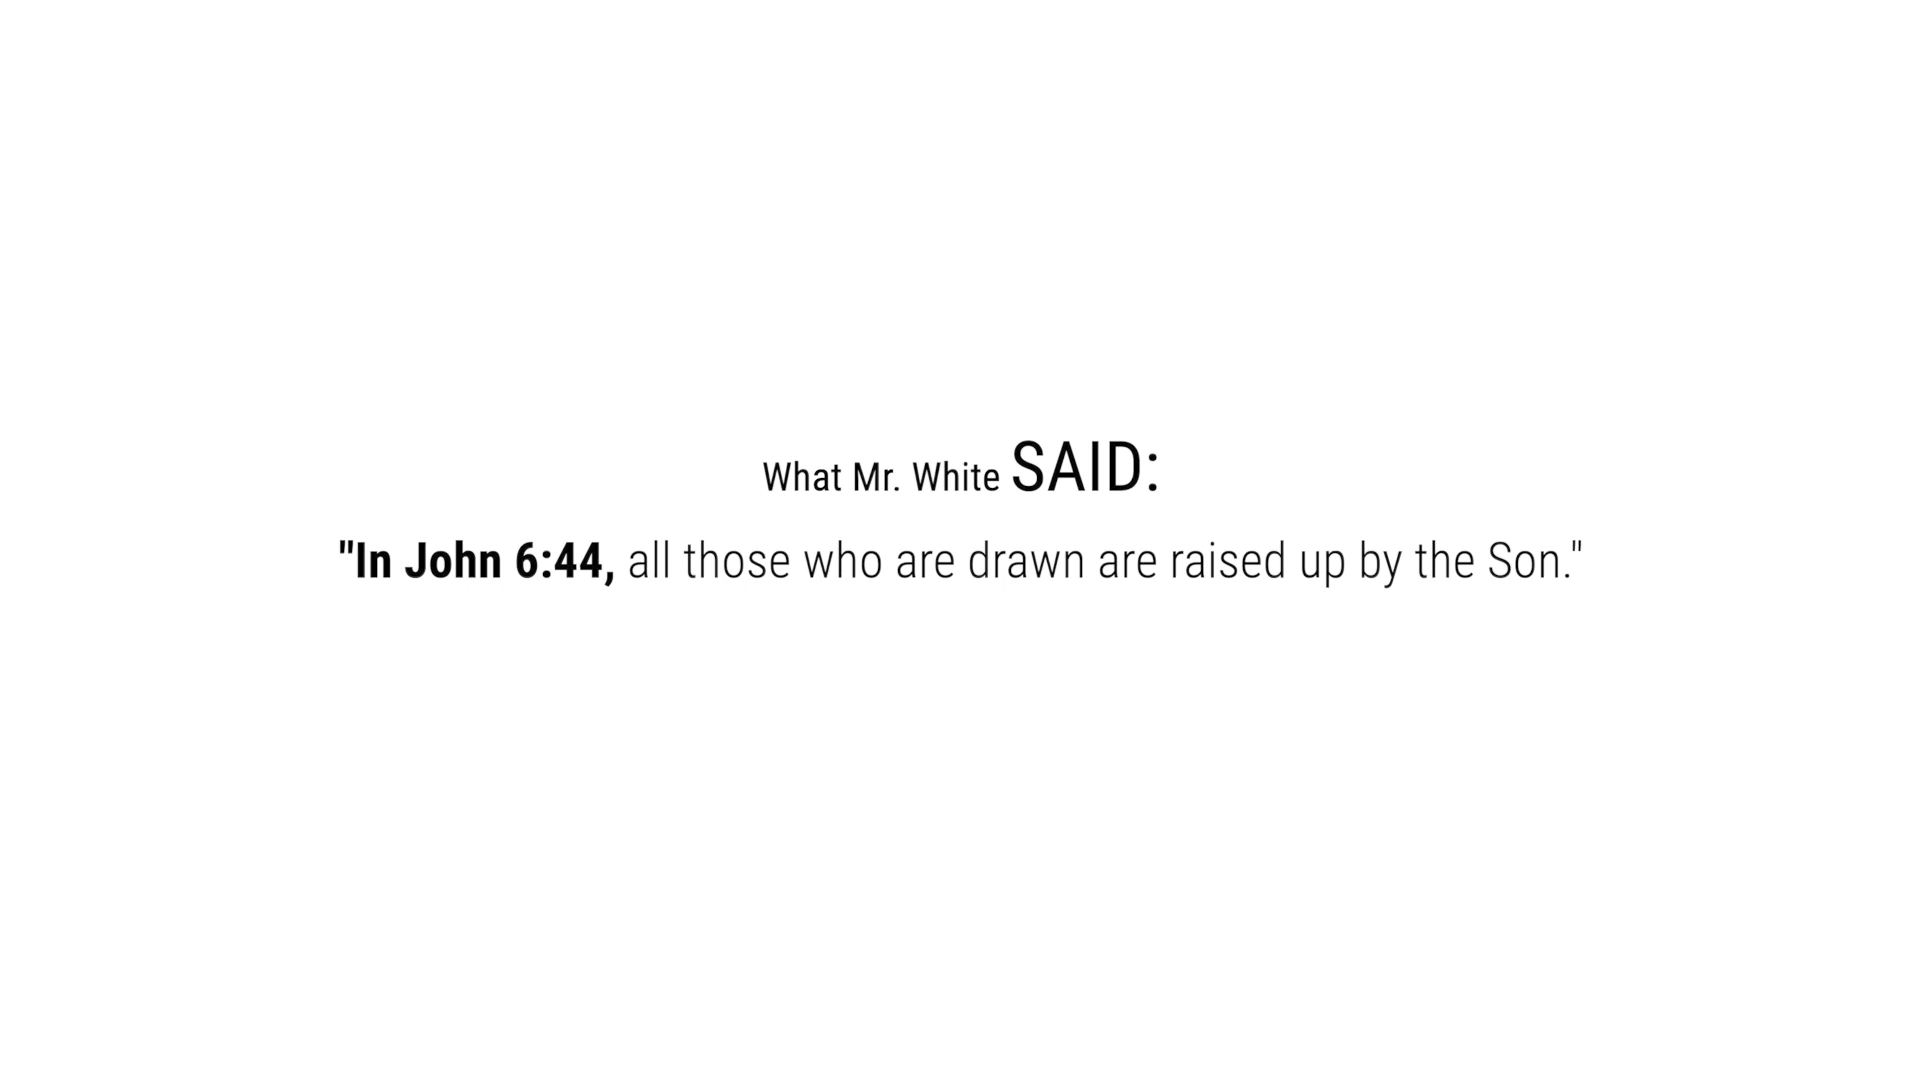 What Mr. White SAID:
"In John 6:44, all those who are drawn are raised up by the Son."